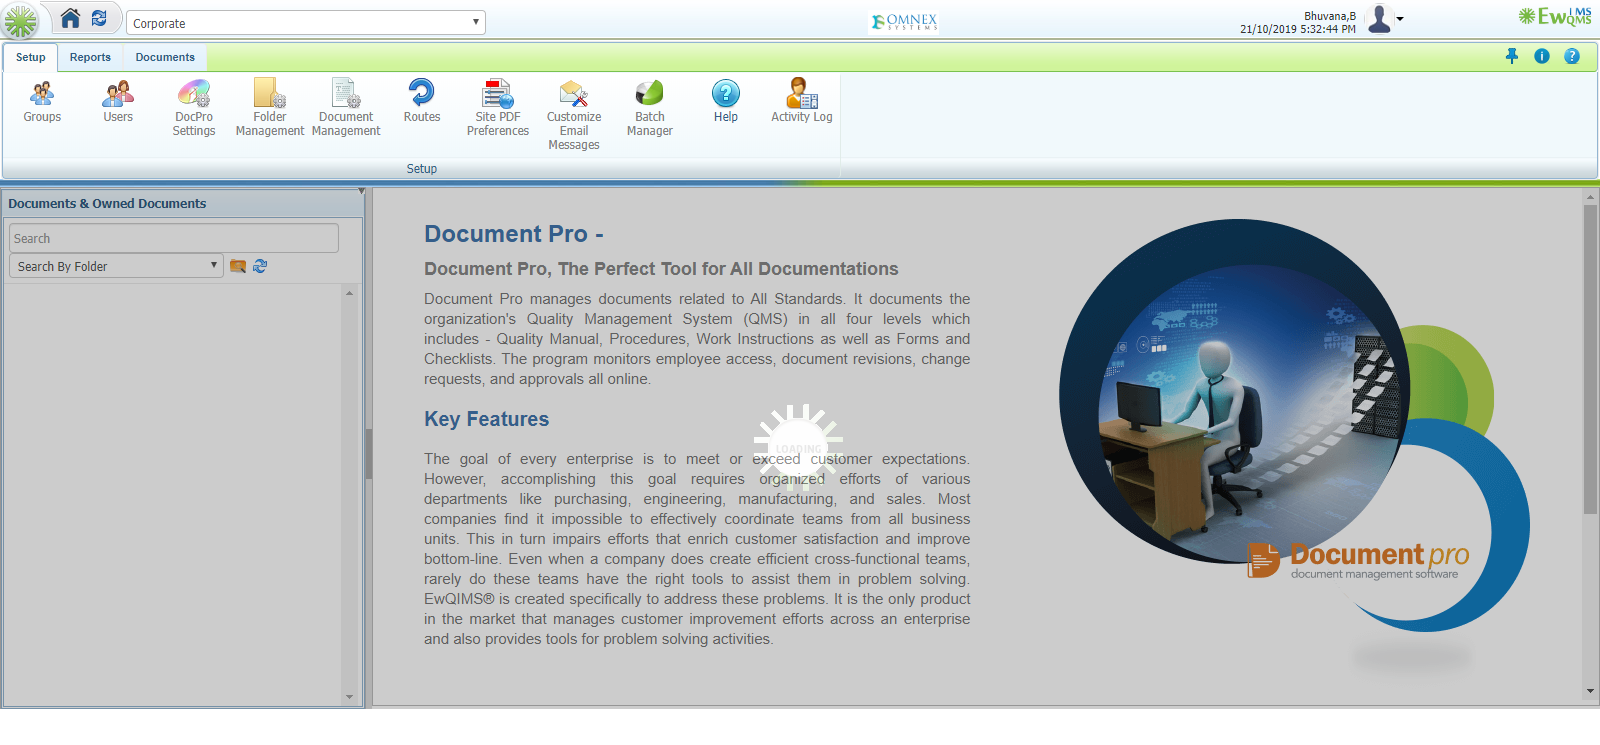 Corporate
OMNEX
SYSTEMS
Bhuvana,B
21/10/2019 5:32:44 PM
EwQIMS
QMS
Setup Reports Documents
Groups
Users
DocPro
Settings
Folder
Management
Document
Management
Routes
Site PDF
Preferences
Customize
Email
Messages
Batch
Manager
Help
Activity Log
Setup
Documents & Owned Documents
Search
Search By Folder
Document Pro -
Document Pro, The Perfect Tool for All Documentations
Document Pro manages documents related to All Standards. It documents the
organization's Quality Management System (QMS) in all four levels which
includes - Quality Manual, Procedures, Work Instructions as well as Forms and
Checklists. The program monitors employee access, document revisions, change
requests, and approvals all online.
Key Features
LOADING
The goal of every enterprise is to meet or exceed customer expectations.
However, accomplishing this goal requires organized efforts of various
departments like purchasing, engineering, manufacturing, and sales. Most
companies find it impossible to effectively coordinate teams from all business
units. This in turn impairs efforts that enrich customer satisfaction and improve
bottom-line. Even when a company does create efficient cross-functional teams,
rarely do these teams have the right tools to assist them in problem solving.
EwQIMS® is created specifically to address these problems. It is the only product
in the market that manages customer improvement efforts across an enterprise
and also provides tools for problem solving activities.
Document pro
document management software